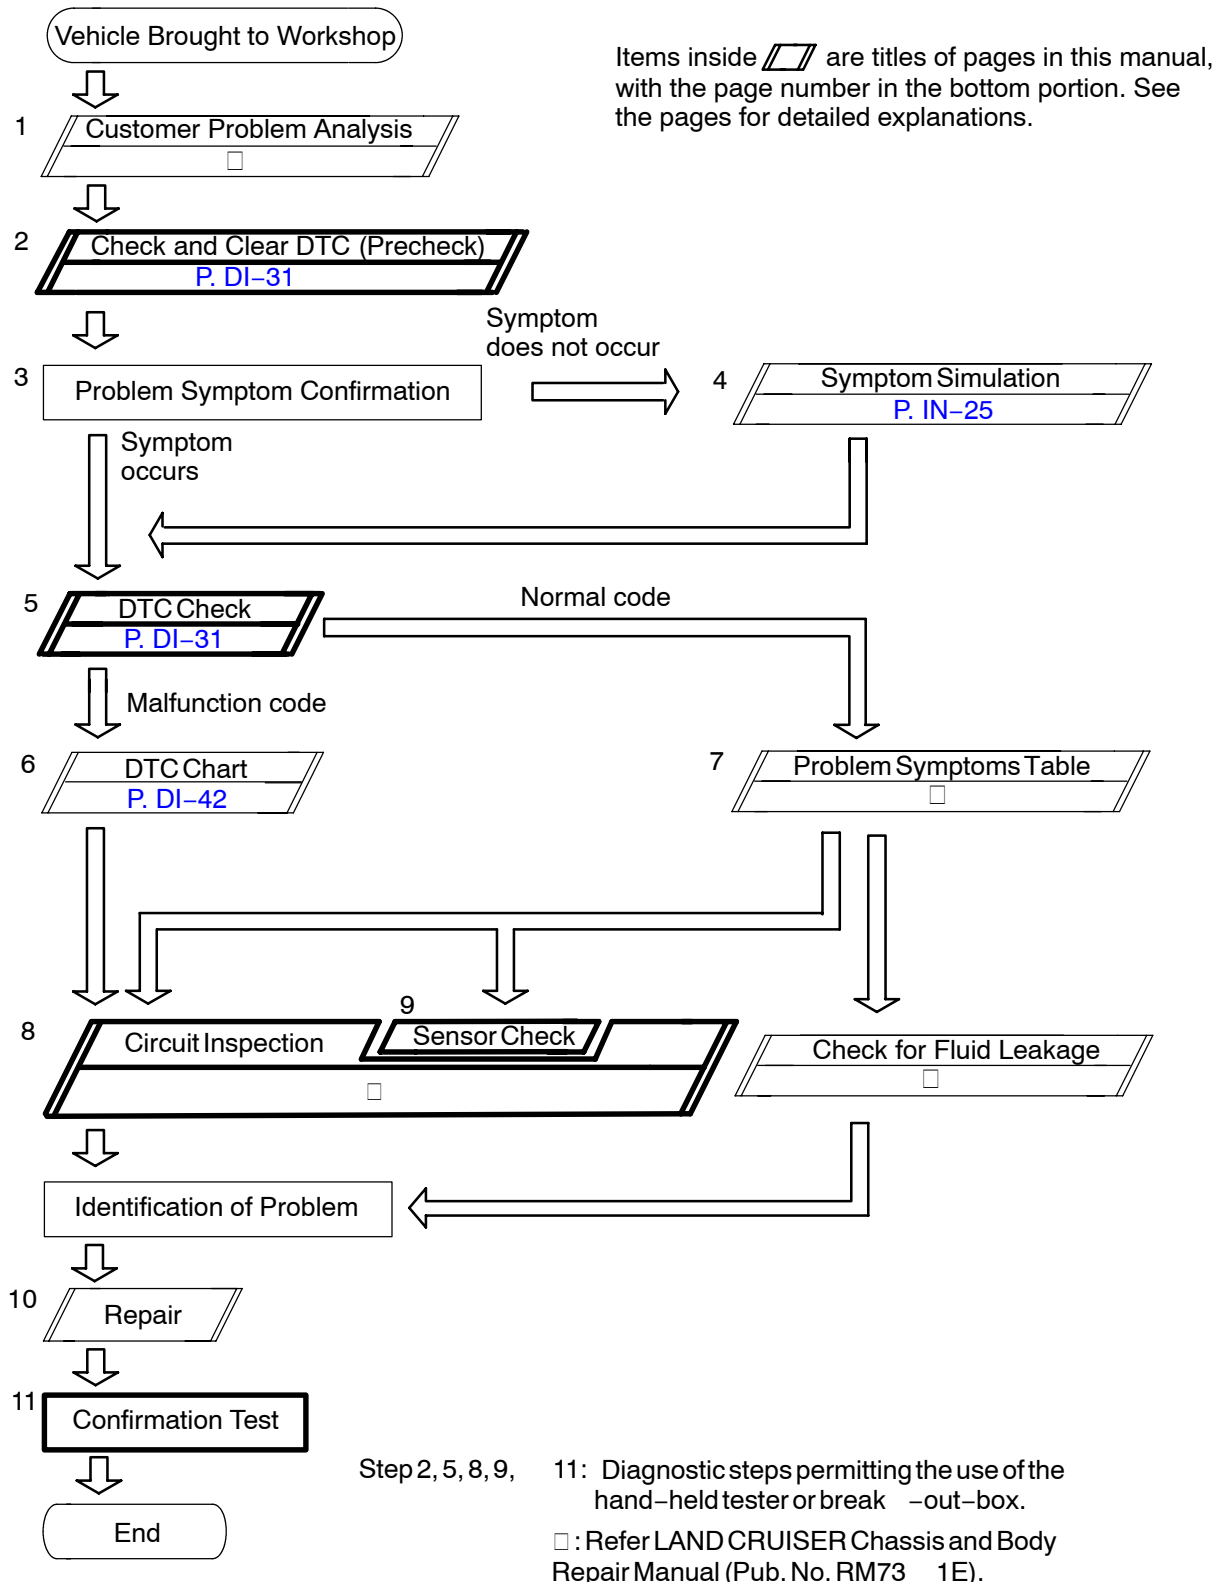 Vehicle Brought to Workshop
Items inside are titles of pages in this manual,
with the page number in the bottom portion. See
the pages for detailed explanations.
1
Customer Problem Analysis
□
2
Check and Clear DTC (Precheck)
P. DI–31
Symptom
does not occur
3
Problem Symptom Confirmation
4
Symptom Simulation
P. IN–25
Symptom
occurs
5
DTC Check
P. DI–31
Normal code
Malfunction code
6
DTC Chart
P. DI–42
7
Problem Symptoms Table
□
8
Circuit Inspection
9
Sensor Check
□
Check for Fluid Leakage
□
Identification of Problem
10
Repair
11
Confirmation Test
End
Step 2, 5, 8, 9, 11: Diagnostic steps permitting the use of the
hand–held tester or break –out–box.
□ : Refer LAND CRUISER Chassis and Body
Repair Manual (Pub. No. RM73 1E).